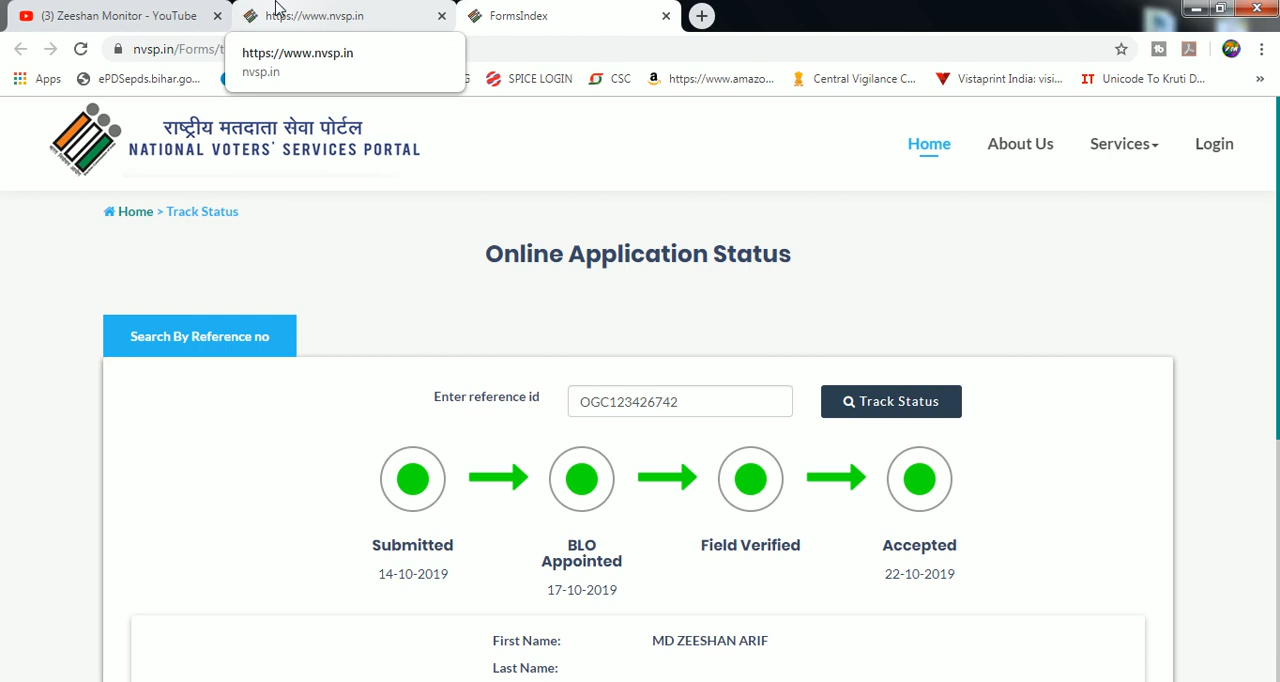 (3) Zeeshan Monitor - YouTube
https://www.nvsp.in
FormsIndex
nvsp.in/Forms/t
https://www.nvsp.in
nvsp.in
Apps
ePDSepds.bihar.go...
G
SPICE LOGIN
CSC
https://www.amazo...
Central Vigilance C...
Vistaprint India: visi...
IT Unicode To Kruti D...
»
राष्ट्रीय मतदाता सेवा पोर्टल
NATIONAL VOTERS' SERVICES PORTAL
Home
About Us
Services
Login
Home > Track Status
Online Application Status
Search By Reference no
Enter reference id
OGC123426742
Track Status
Submitted
14-10-2019
BLO
Appointed
17-10-2019
Field Verified
Accepted
22-10-2019
First Name: MD ZEESHAN ARIF
Last Name: